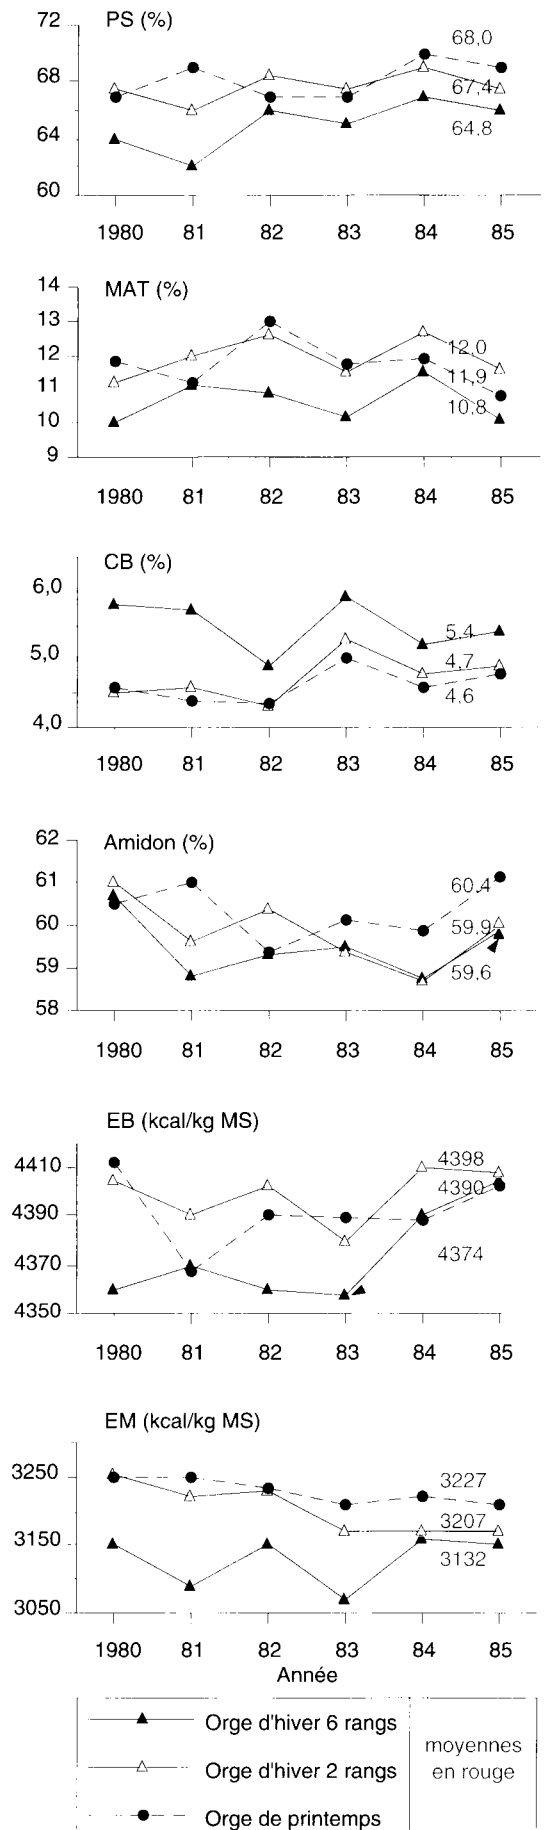 PS (%)
72
68
64
60
68,0
67,4
64,8
1980 81 82 83 84 85
MAT (%)
14
13
12
11
10
9
12,0
11,9
10,8
1980 81 82 83 84 85
CB (%)
6,0
5,0
4,0
5,4
4,7
4,6
1980 81 82 83 84 85
Amidon (%)
62
61
60
59
58
60,4
59,9
59,6
1980 81 82 83 84 85
EB (kcal/kg MS)
4410
4390
4370
4350
4398
4390
4374
1980 81 82 83 84 85
EM (kcal/kg MS)
3250
3150
3050
3227
3207
3132
1980 81 82 83 84 85
Année
Orge d'hiver 6 rangs
Orge d'hiver 2 rangs
Orge de printemps
moyennes
en rouge